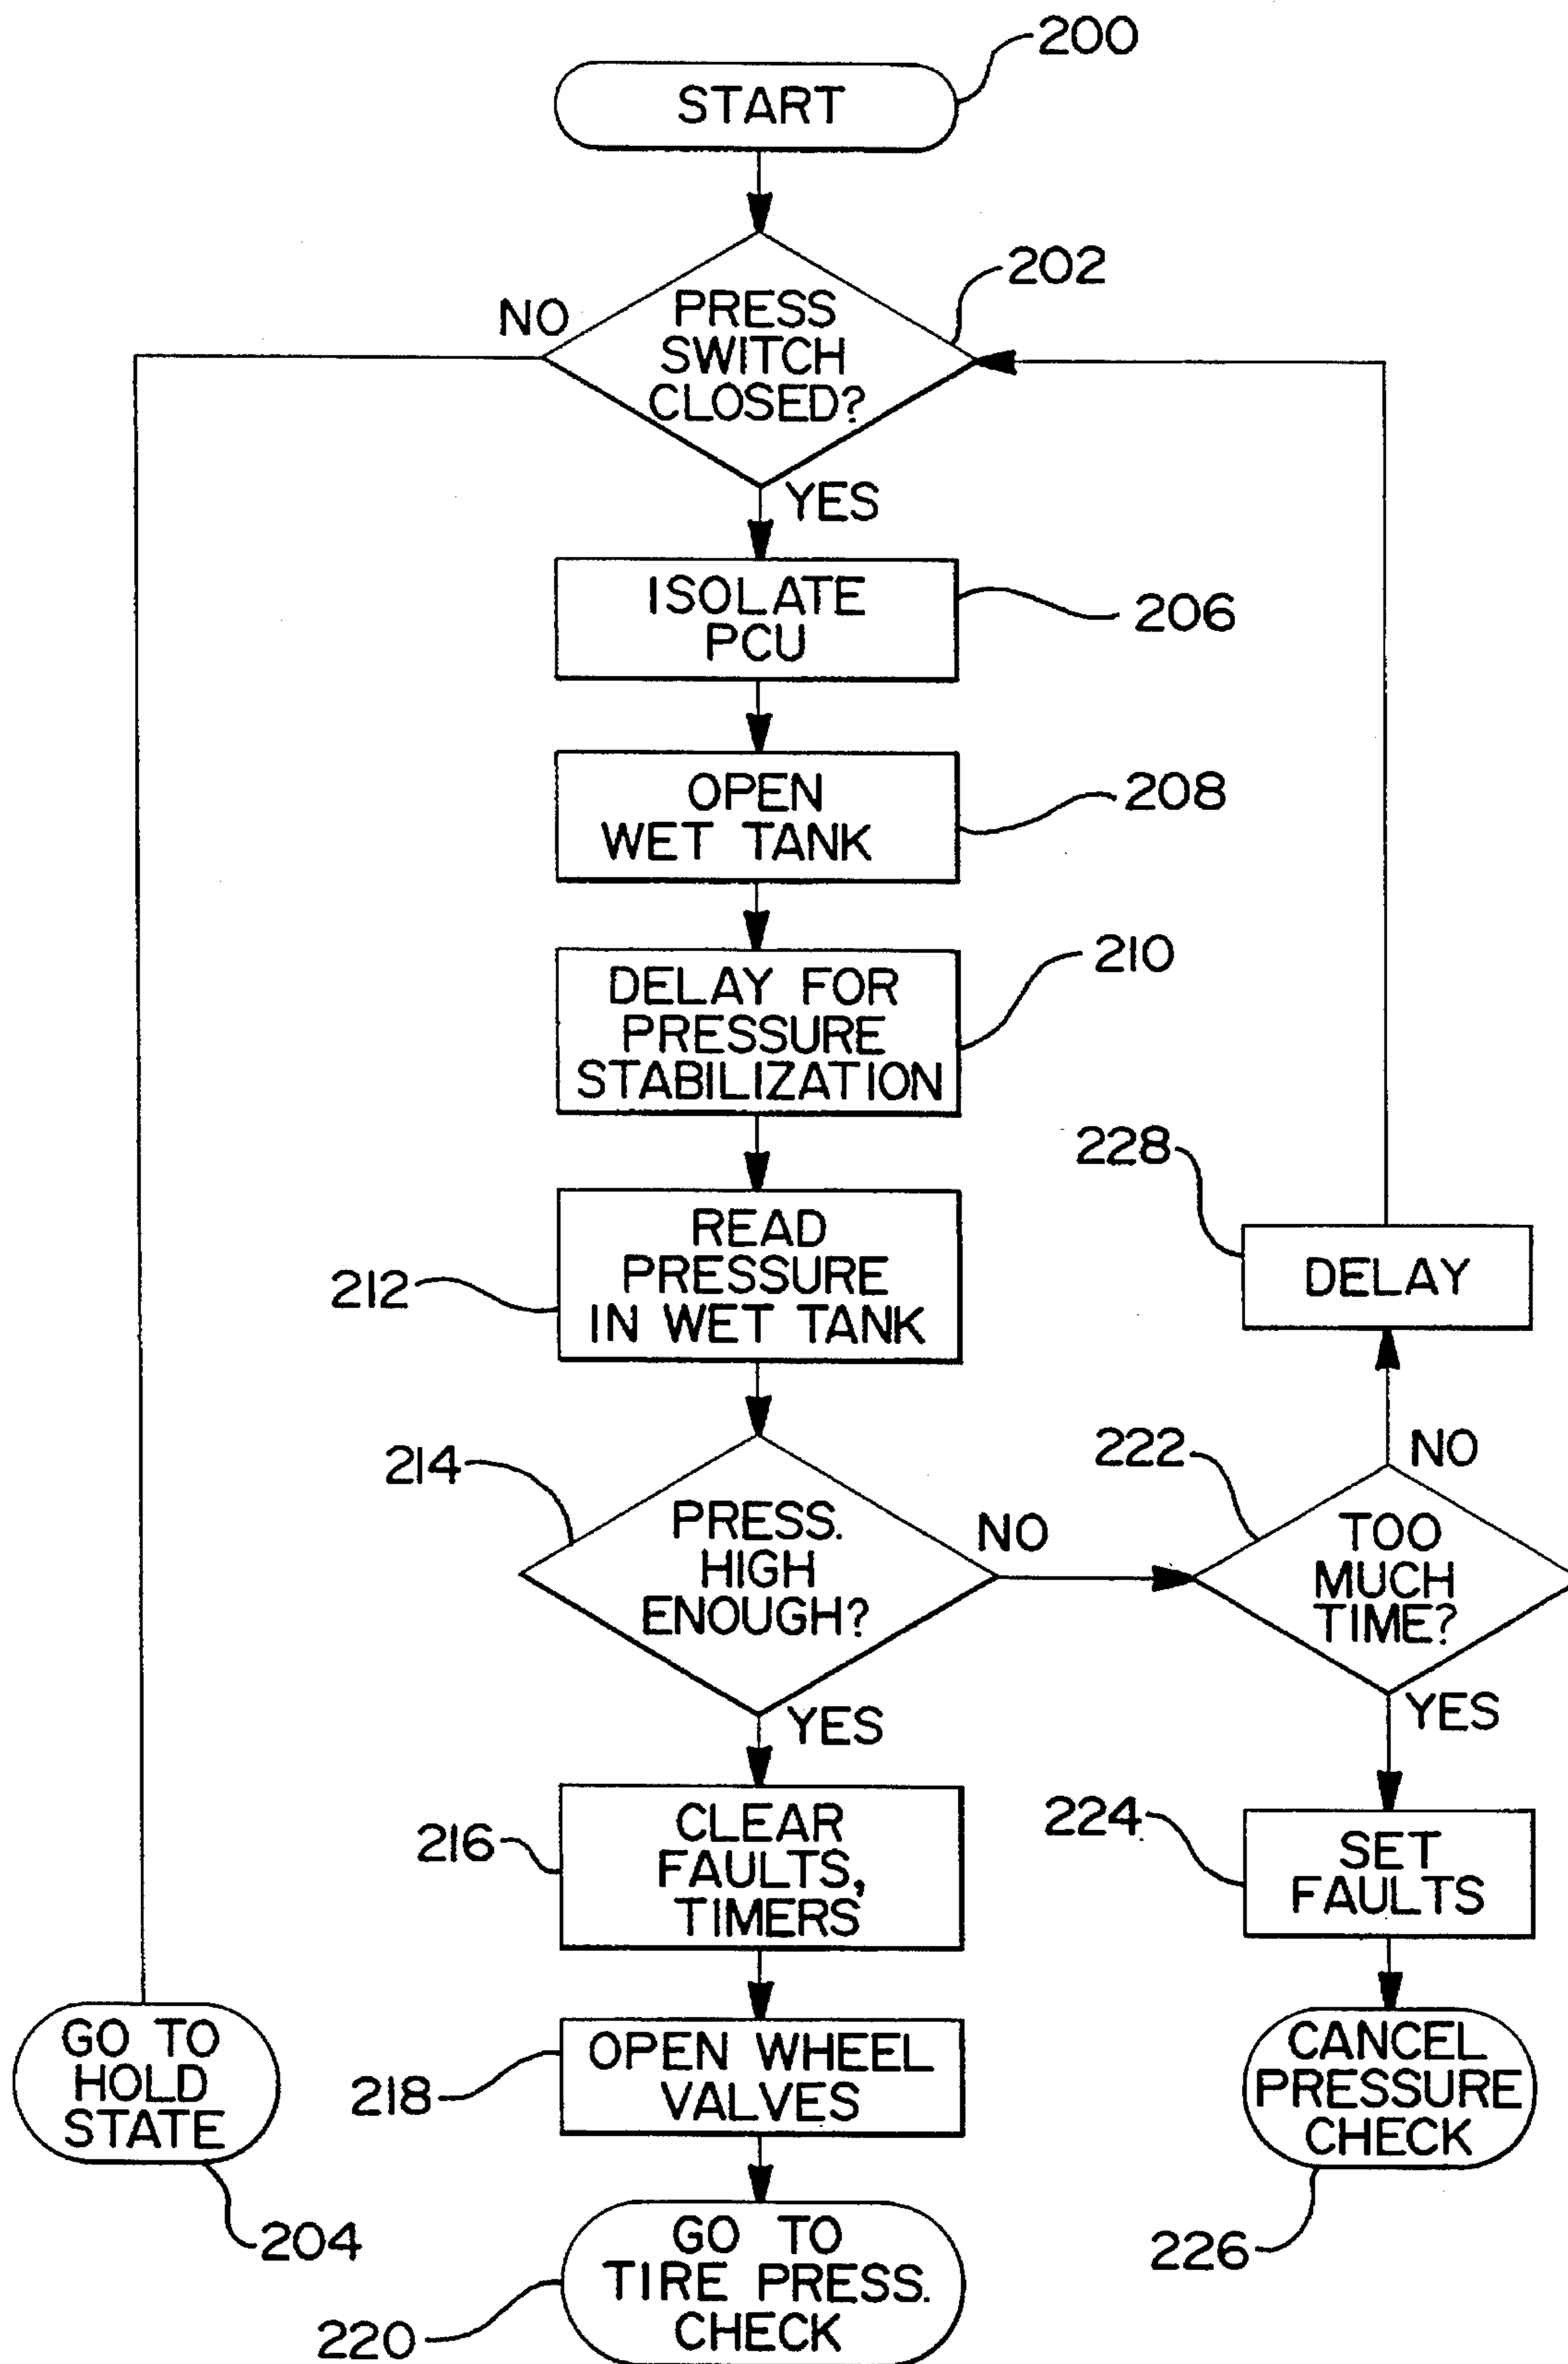 200
START
202
NO
PRESS
SWITCH
CLOSED?
YES
ISOLATE
PCU
206
OPEN
WET TANK
208
DELAY FOR
PRESSURE
STABILIZATION
210
READ
PRESSURE
IN WET TANK
212
228
DELAY
214
PRESS.
HIGH
ENOUGH?
NO
222
NO
TOO
MUCH
TIME?
YES
YES
216
CLEAR
FAULTS,
TIMERS
224
SET
FAULTS
GO TO
HOLD
STATE
204
218
OPEN WHEEL
VALVES
CANCEL
PRESSURE
CHECK
226
GO TO
TIRE PRESS.
CHECK
220